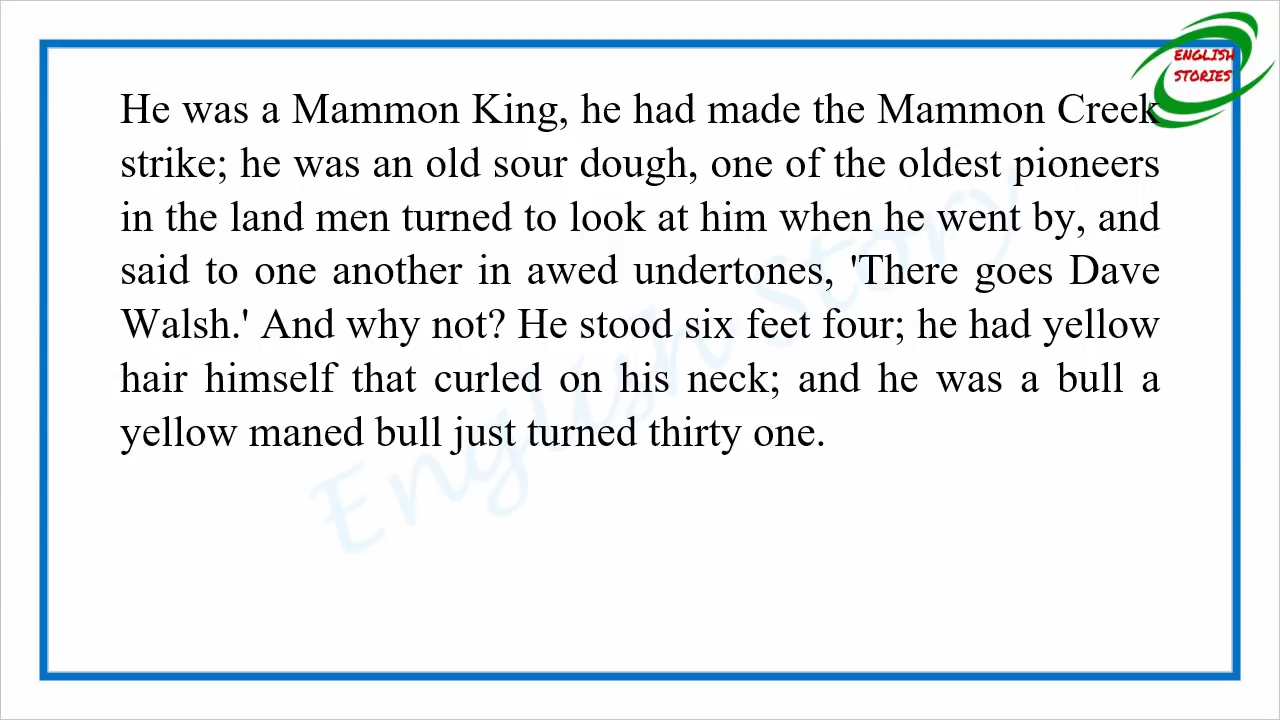 ENGLISH
STORIES
He was a Mammon King, he had made the Mammon Creek
strike; he was an old sour dough, one of the oldest pioneers
in the land men turned to look at him when he went by, and
said to one another in awed undertones, 'There goes Dave
Walsh.' And why not? He stood six feet four; he had yellow
hair himself that curled on his neck; and he was a bull a
yellow maned bull just turned thirty one.
English Story